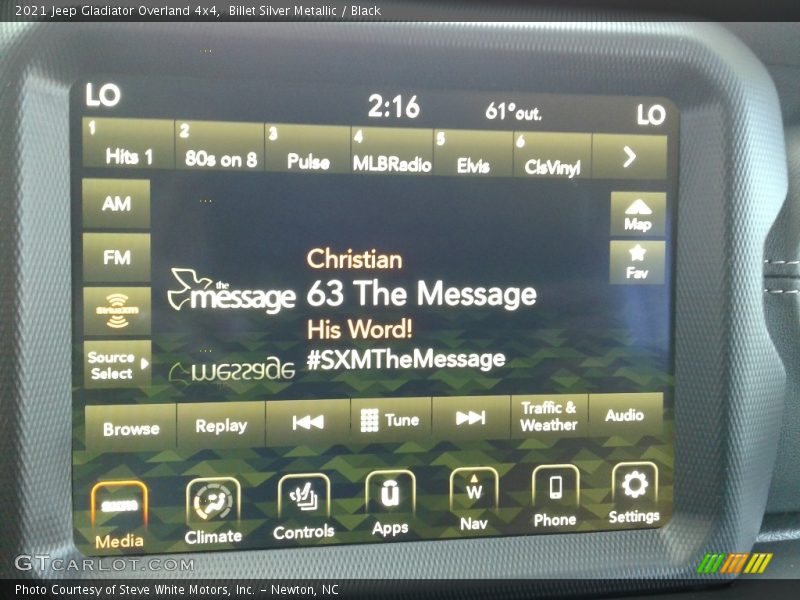 2021 Jeep Gladiator Overland 4x4,  Billet Silver Metallic / Black
LO
2:16
61° out.
LO
1 Hits 1
2 80s on 8
3 Pulse
4 MLBRadio
5 Elvis
6 ClsVinyl
AM
FM
SiriusXM
Source
Select
Map
Fav
the
message
Christian
63 The Message
His Word!
#SXMTheMessage
Browse
Replay
Tune
Traffic &
Weather
Audio
Media
Climate
Controls
Apps
W
Nav
Phone
Settings
GTCARLOT.COM
Photo Courtesy of Steve White Motors, Inc. – Newton, NC